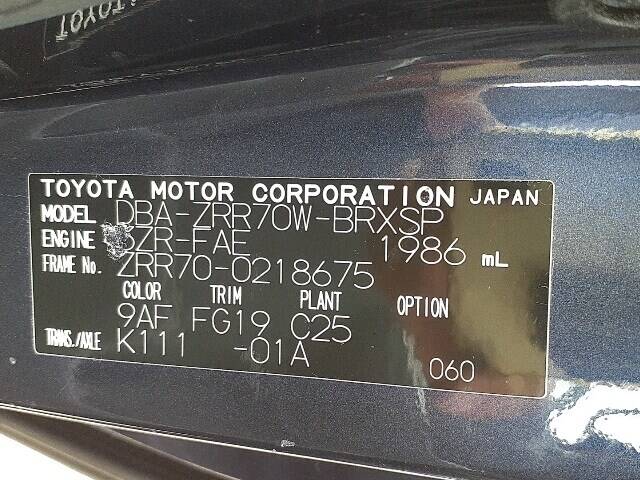 TOYOTA
TOYOTA MOTOR CORPORATION JAPAN
MODEL DBA-ZRR70W-BRXSP
ENGINE 3ZR-FAE 1986 mL
FRAME No. ZRR70-0218675
COLOR TRIM PLANT OPTION
9AF FG19 C25
TRANS./AXLE K111 -01A 060